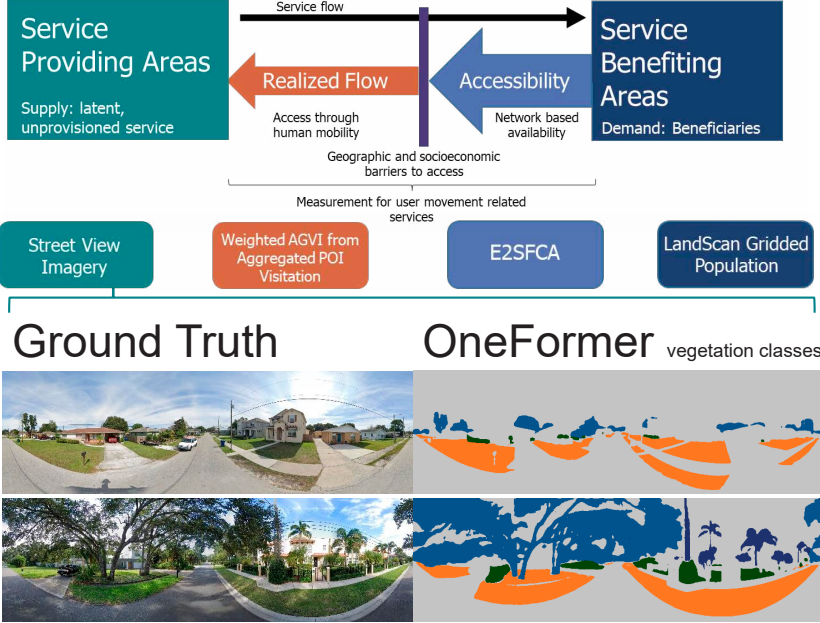 Service flow
Service
Providing Areas
Supply: latent,
unprovisioned service
Realized Flow
Access through
human mobility
Accessibility
Network based
availability
Service
Benefiting
Areas
Demand: Beneficiaries
Geographic and socioeconomic
barriers to access
Measurement for user movement related
services
Street View
Imagery
Weighted AGVI from
Aggregated POI
Visitation
E2SFCA
LandScan Gridded
Population
Ground Truth
OneFormer vegetation classes